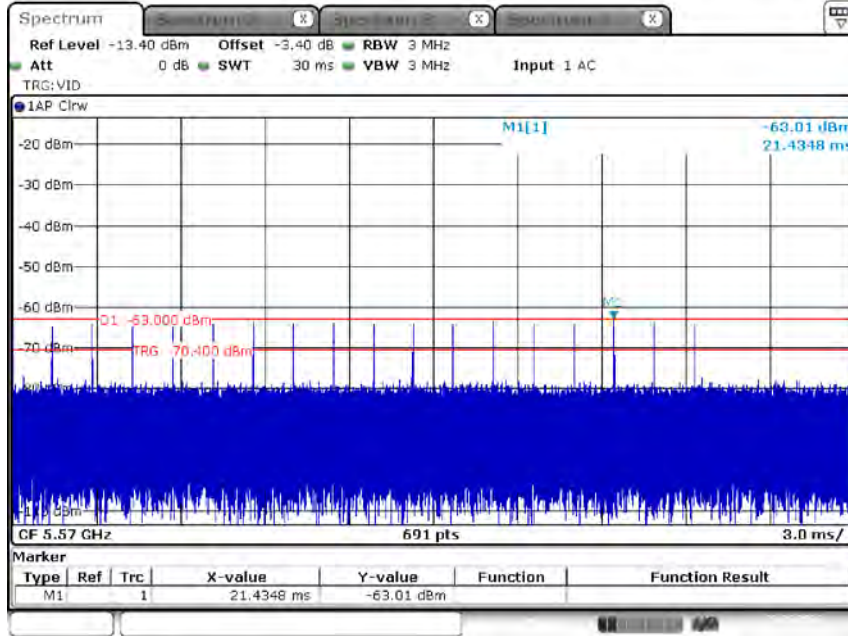 Spectrum
Ref Level -13.40 dBm Offset -3.40 dB RBW 3 MHz
Att 0 dB SWT 30 ms VBW 3 MHz Input 1 AC
TRG:VID
1AP Clrw
M1[1] -63.01 dBm
21.4348 ms
-20 dBm
-30 dBm
-40 dBm
-50 dBm
-60 dBm
D1 -63.000 dBm
-70 dBm
TRG -70.400 dBm
CF 5.57 GHz 691 pts 3.0 ms/
Marker
Type Ref Trc X-value Y-value Function Function Result
M1 1 21.4348 ms -63.01 dBm